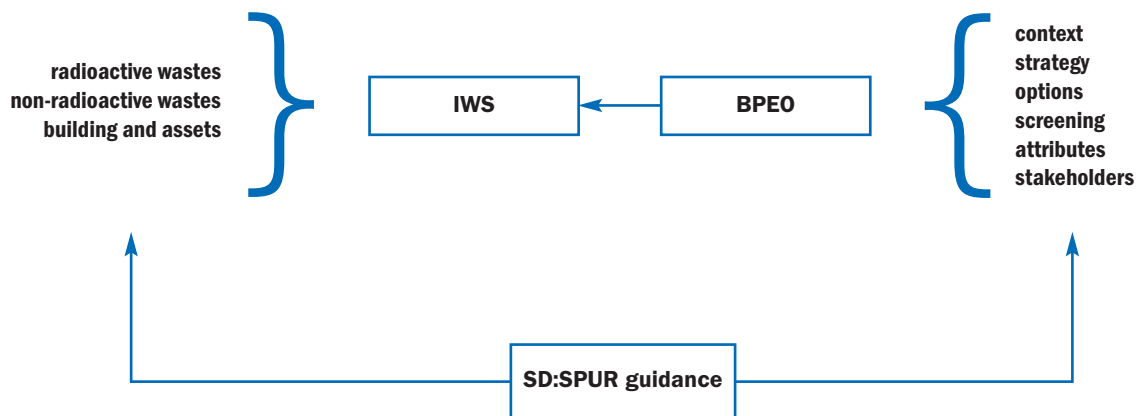 radioactive wastes
non-radioactive wastes
building and assets
IWS
BPEO
context
strategy
options
screening
attributes
stakeholders
SD:SPUR guidance